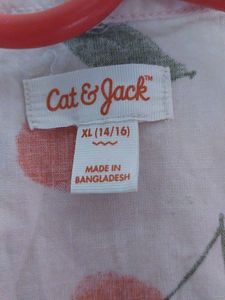 Cat & Jack™
XL (14/16)
MADE IN
BANGLADESH